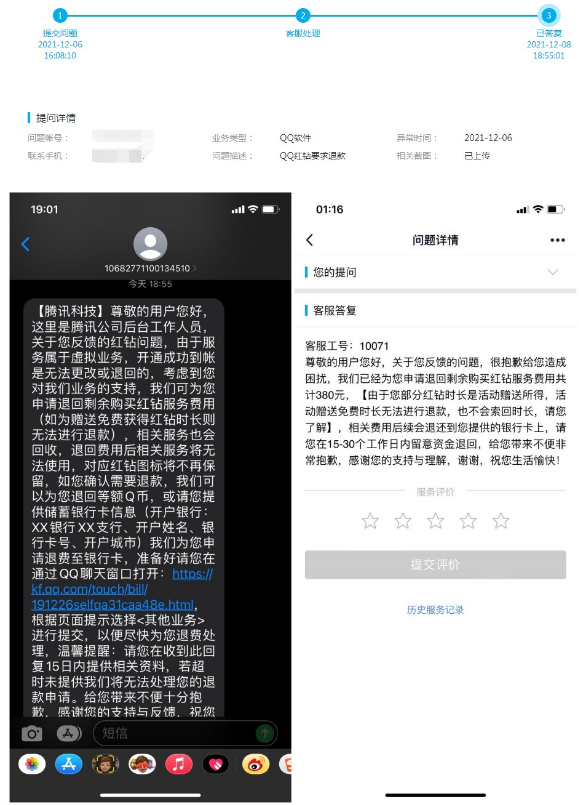 1
2
3
提交问题
客服处理
已答复
2021-12-06
16:08:10
2021-12-08
18:55:01
提问详情
问题帐号：
业务类型：
QQ软件
异常时间：
2021-12-06
联系手机：
问题描述：
QQ红钻要求退款
相关截图：
已上传
19:01
10682771100134510
今天 18:55
【腾讯科技】尊敬的用户您好，
这里是腾讯公司后台工作人员，
关于您反馈的红钻问题，由于服
务属于虚拟业务，开通成功到帐
是无法更改或退回的，考虑到您
对我们业务的支持，我们可为您
申请退回剩余购买红钻服务费用
（如为赠送免费获得红钻时长则
无法进行退款），相关服务也会
回收，退回费用后相关服务将无
法使用，对应红钻图标将不再保
留，如您确认需要退款，我们可
以为您退回等额Q币，或请您提
供储蓄银行卡信息（开户银行：
XX银行XX支行、开户姓名、银
行卡号、开户城市）我们为您申
请退费至银行卡，准备好请您在
通过QQ聊天窗口打开：https://
kf.qq.com/touch/bill/
191226selfqa31caa48e.html，
根据页面提示选择<其他业务>
进行提交，以便尽快为您退费处
理，温馨提醒：请您在收到此回
复15日内提供相关资料，若超
时未提供我们将无法处理您的退
款申请。给您带来不便十分抱
歉，感谢您的支持与反馈，祝您
短信
01:16
问题详情
您的提问
客服答复
客服工号：10071
尊敬的用户您好，关于您反馈的问题，很抱歉给您造成
困扰，我们已经为您申请退回剩余购买红钻服务费用共
计380元，【由于您部分红钻时长是活动赠送所得，活
动赠送免费时长无法进行退款，也不会索回时长，请您
了解】，相关费用后续会退还到您提供的银行卡上，请
您在15-30个工作日内留意资金退回，给您带来不便非
常抱歉，感谢您的支持与理解，谢谢，祝您生活愉快！
服务评价
提交评价
历史服务记录